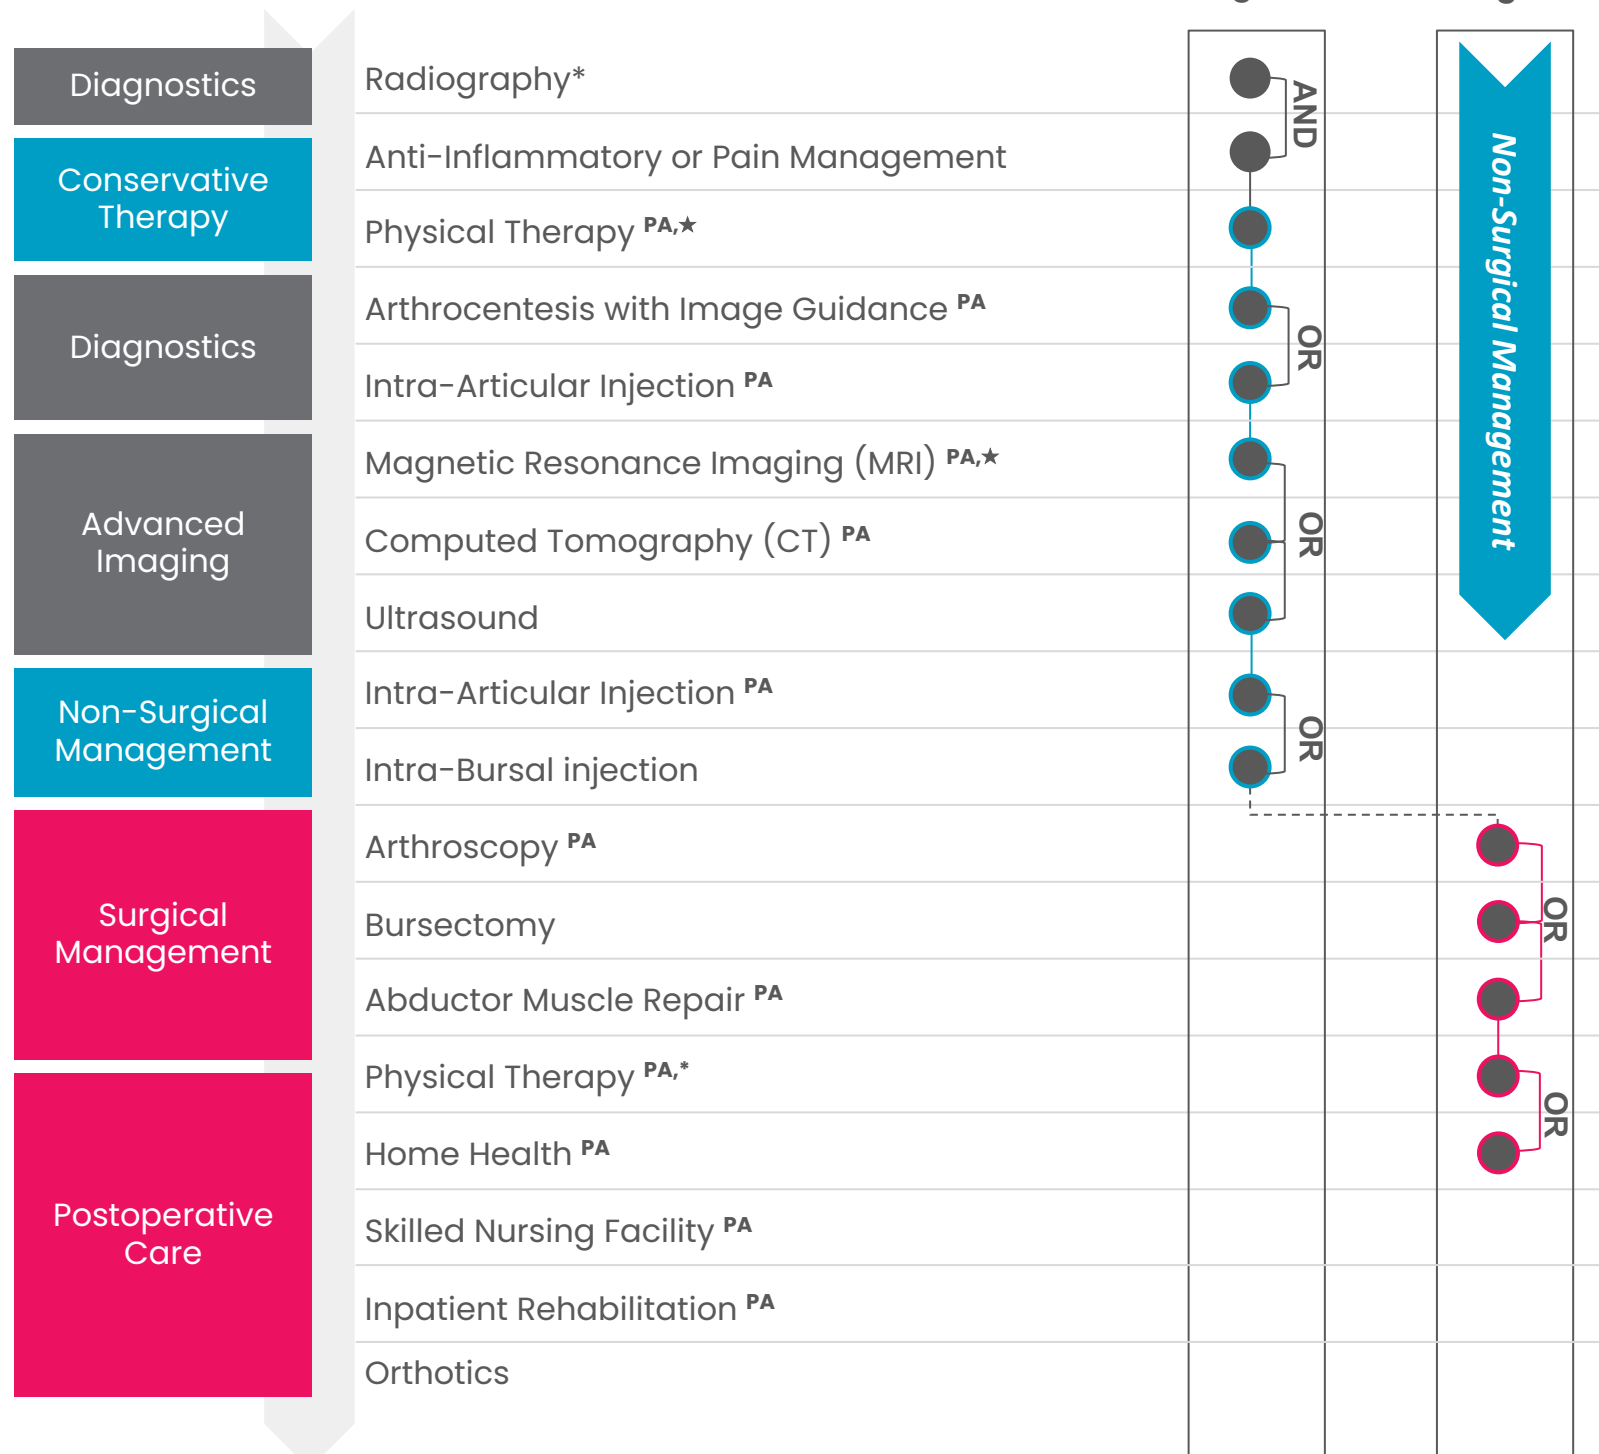 Diagnostics
Radiography*
AND
Conservative
Therapy
Anti-Inflammatory or Pain Management
Physical Therapy PA,★
Diagnostics
Arthrocentesis with Image Guidance PA
OR
Intra-Articular Injection PA
Advanced
Imaging
Magnetic Resonance Imaging (MRI) PA,★
Computed Tomography (CT) PA
OR
Ultrasound
Non-Surgical Management
Non-Surgical
Management
Intra-Articular Injection PA
OR
Intra-Bursal injection
Surgical
Management
Arthroscopy PA
Bursectomy
OR
Abductor Muscle Repair PA
Postoperative
Care
Physical Therapy PA,*
OR
Home Health PA
Skilled Nursing Facility PA
Inpatient Rehabilitation PA
Orthotics